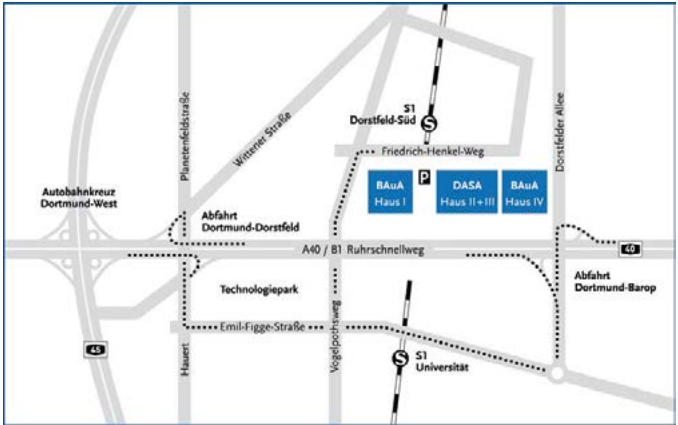 S1
Dorstfeld-Süd
S
Planetenfeldstraße
Wittener Straße
Dorstfelder Allee
Friedrich-Henkel-Weg
P
BAuA
Haus I
DASA
Haus II+III
BAuA
Haus IV
Autobahnkreuz
Dortmund-West
Abfahrt
Dortmund-Dorstfeld
A40 / B1 Ruhrschnellweg
40
Abfahrt
Dortmund-Barop
Technologiepark
Emil-Figge-Straße
Vogelpothsweg
Hauert
45
S
S1
Universität